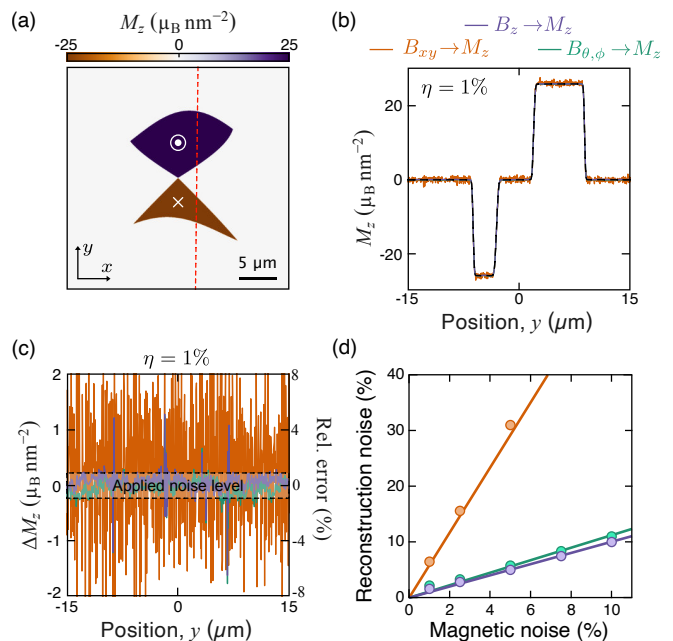 (a)
M_z (μ_B nm⁻²)
-25 0 25
y
x
5 µm
B_z→M_z
B_xy→M_z B_θ,ϕ→M_z
(b)
η = 1%
M_z (μ_B nm⁻²)
20
0
-20
-15 0 15
Position, y (µm)
(c)
η = 1%
ΔM_z (μ_B nm⁻²)
2
1
0
-1
-2
Applied noise level
8
4
0
-4
-8
Rel. error (%)
-15 0 15
Position, y (µm)
(d)
Reconstruction noise (%)
40
30
20
10
0
0 2 4 6 8 10
Magnetic noise (%)